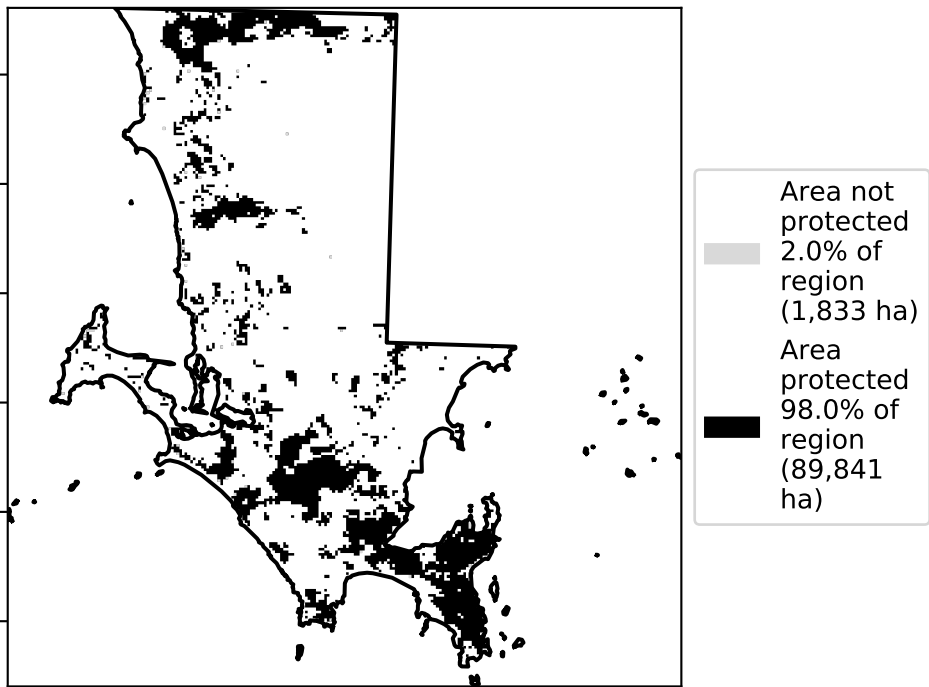 Area not
protected
2.0% of
region
(1,833 ha)
Area
protected
98.0% of
region
(89,841
ha)